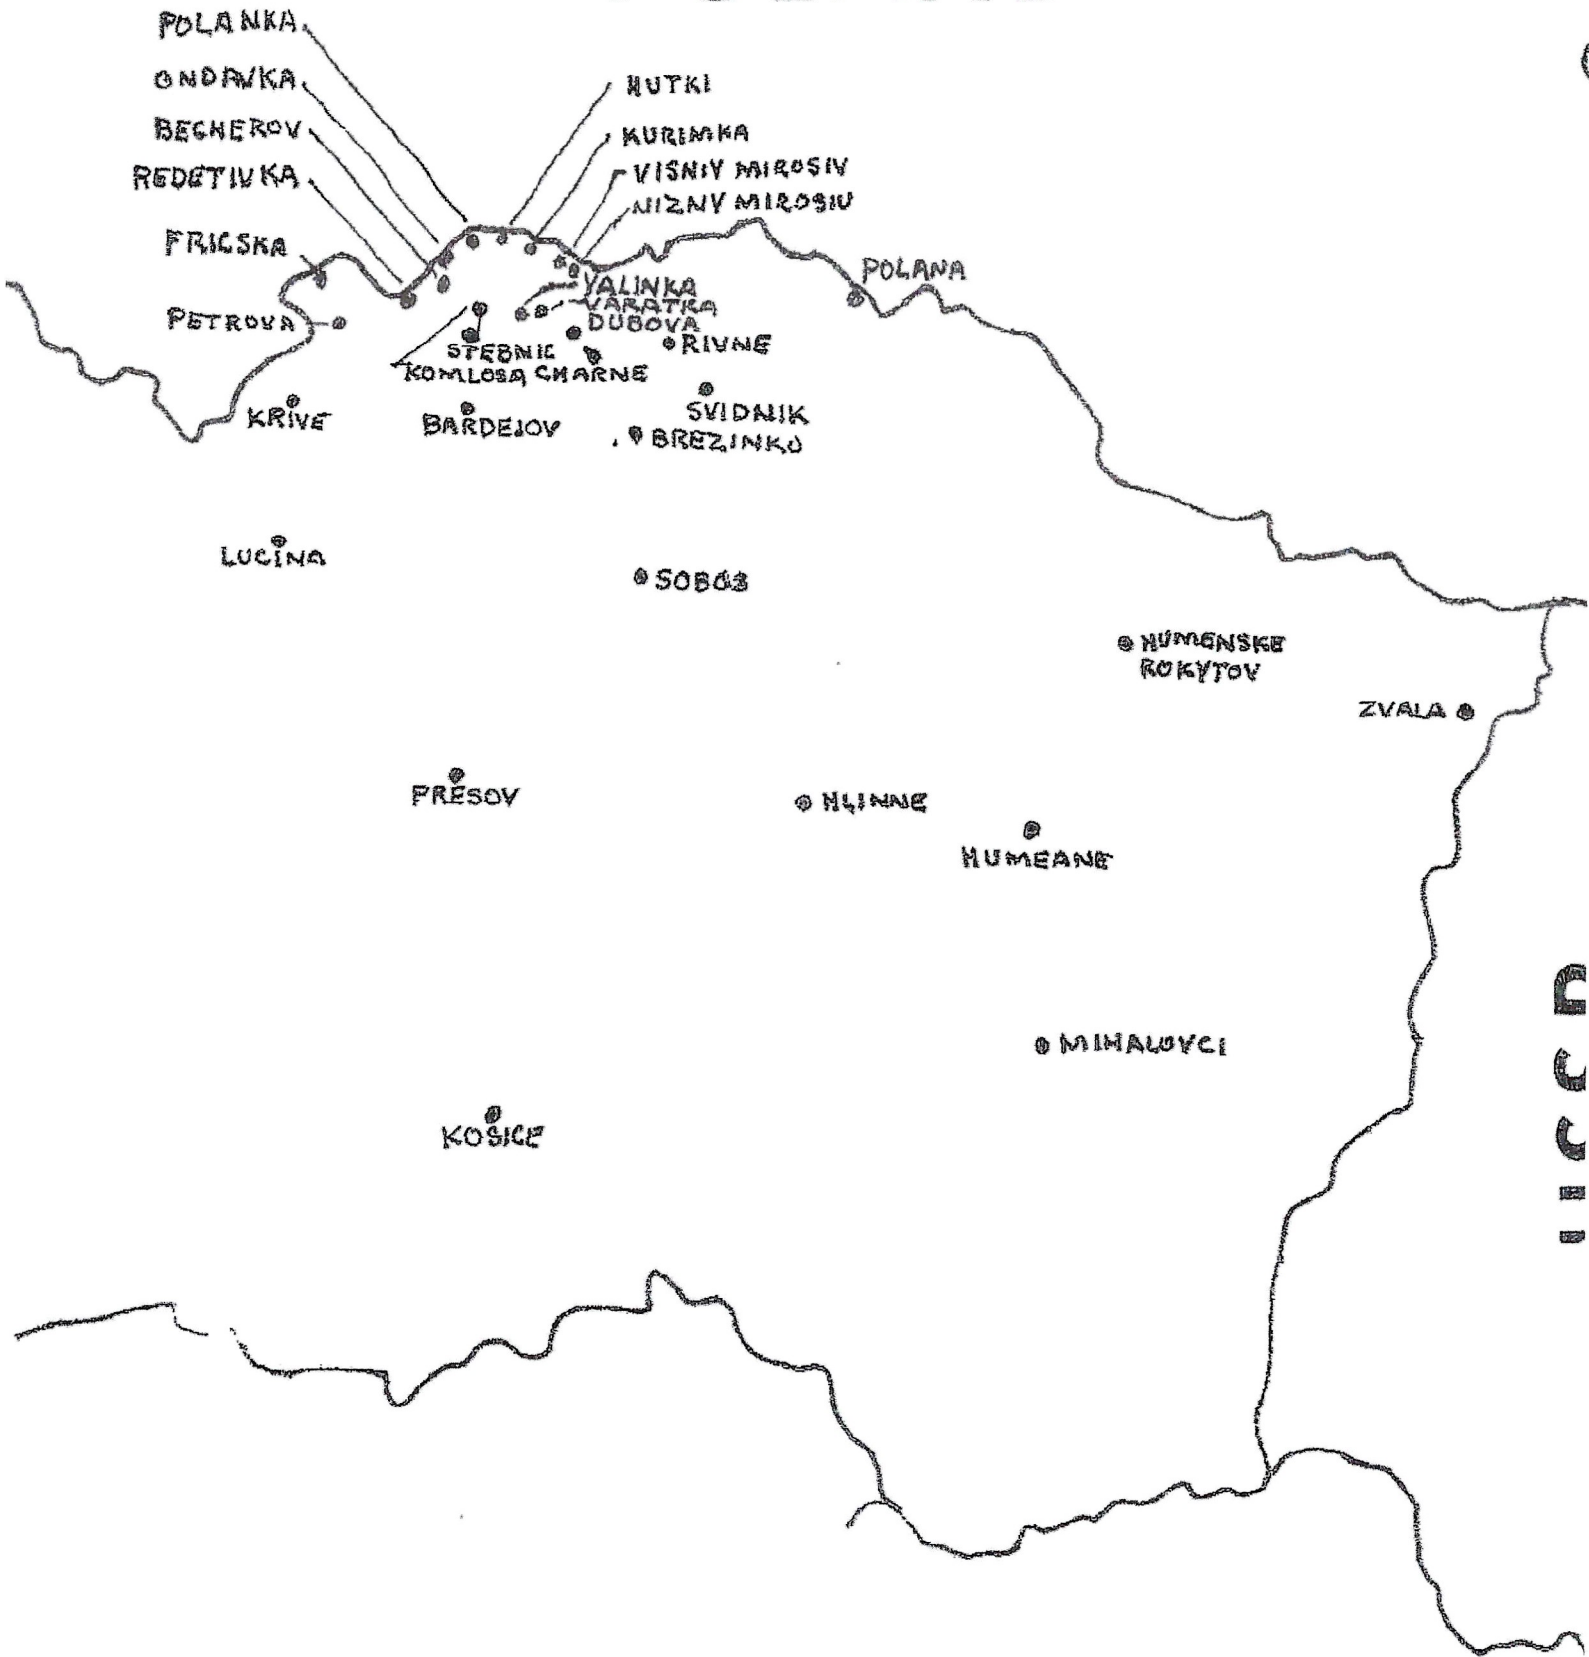 POLANKA
ONDAVKA
BECHEROV
REDETIVKA
FRICSKA
PETROVA
HUTKI
KURIMKA
VISNIV MIROSIV
NIZNY MIROSIV
VALINKA
VARATKA
DUBOVA
POLANA
STEBNIC
KOMLOSA CHARNE
RIVNE
KRIVE
BARDEJOV
SVIDNIK
BREZINKO
LUCINA
SOBOS
HUMENSKE
ROKYTOV
ZVALA
PRESOV
HLINNE
HUMEANE
MIHALOVCI
KOSICE